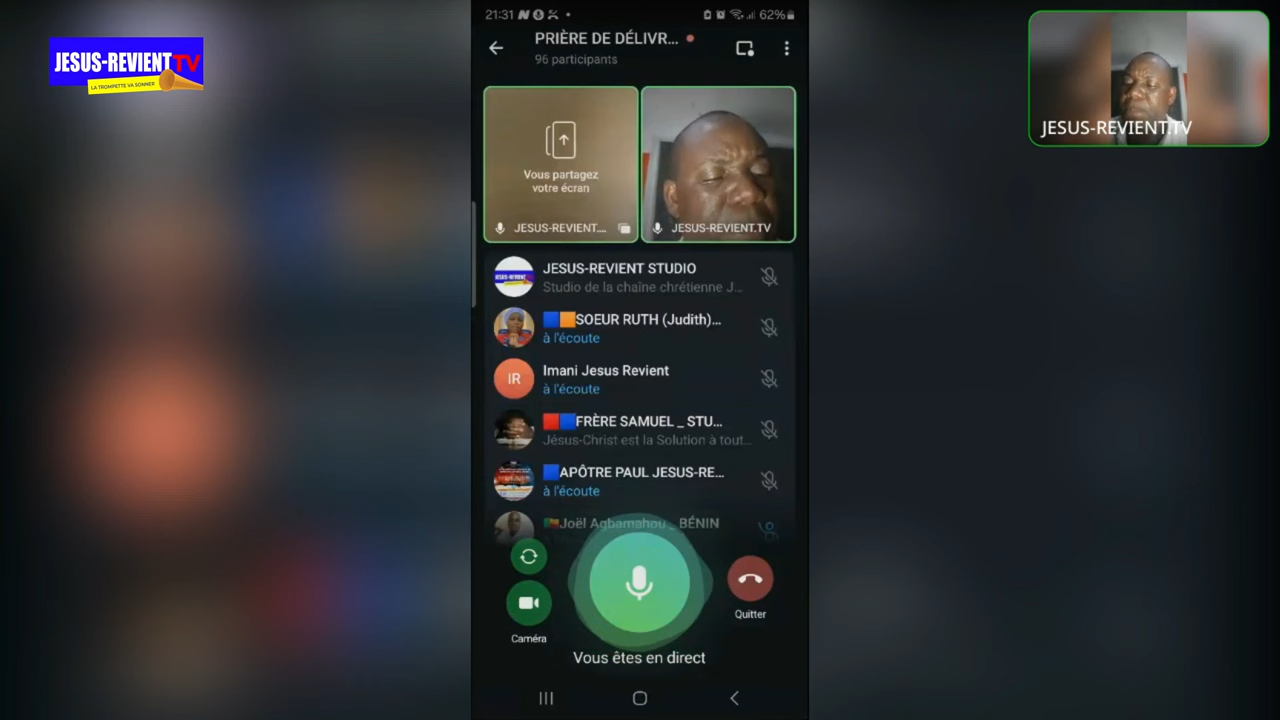 JESUS-REVIENT TV
LA TROMPETTE VA SONNER
21:31
62%
PRIÈRE DE DÉLIVR...
96 participants
Vous partagez
votre écran
JESUS-REVIENT....
JESUS-REVIENT.TV
JESUS-REVIENT STUDIO
Studio de la chaîne chrétienne J...
SOEUR RUTH (Judith)...
à l'écoute
IR
Imani Jesus Revient
à l'écoute
FRÈRE SAMUEL _ STU...
Jésus-Christ est la Solution à tout...
APÔTRE PAUL JESUS-RE...
à l'écoute
Joël Agbamahou _ BÉNIN
Caméra
Quitter
Vous êtes en direct
JESUS-REVIENT.TV